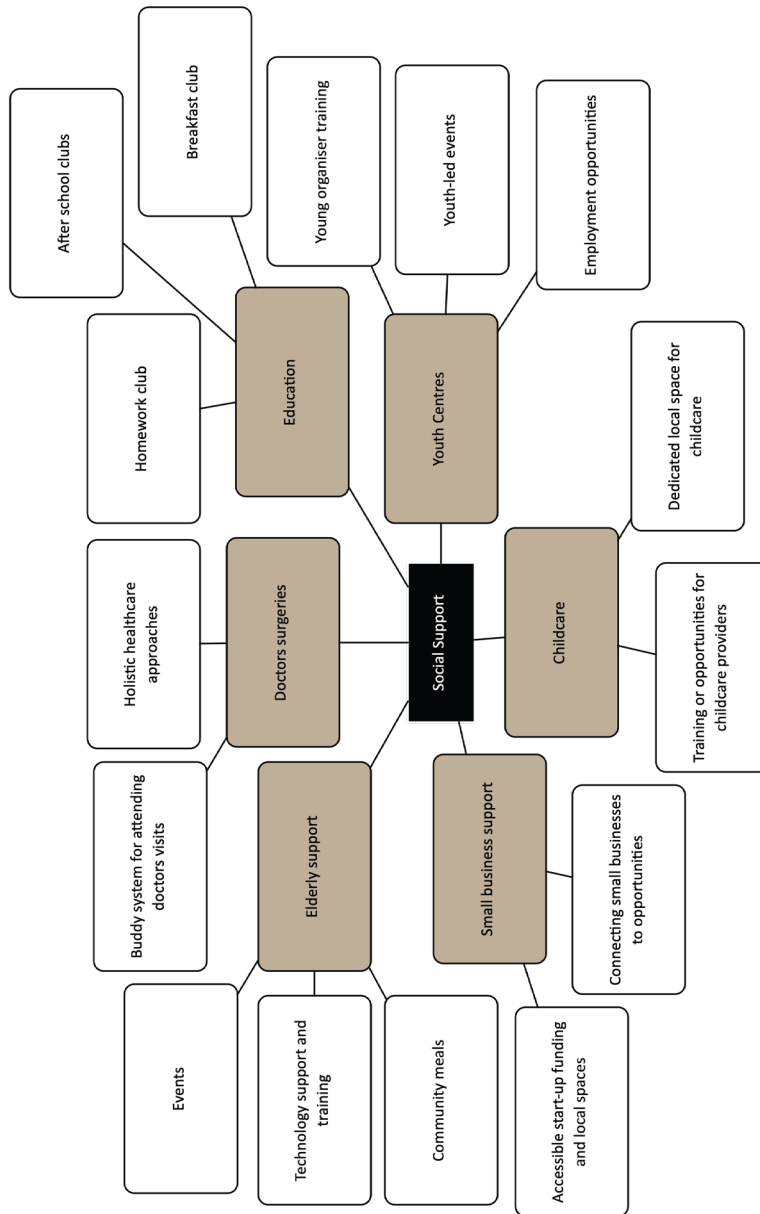 Events
Technology support and
training
Community meals
Accessible start-up funding
and local spaces
Buddy system for attending
doctors visits
Elderly support
Small business support
Connecting small businesses
to opportunities
Holistic healthcare
approaches
Doctors surgeries
Social Support
Childcare
Training or opportunities for
childcare providers
Homework club
Education
Youth Centres
Dedicated local space for
childcare
After school clubs
Breakfast club
Young organiser training
Youth-led events
Employment opportunities